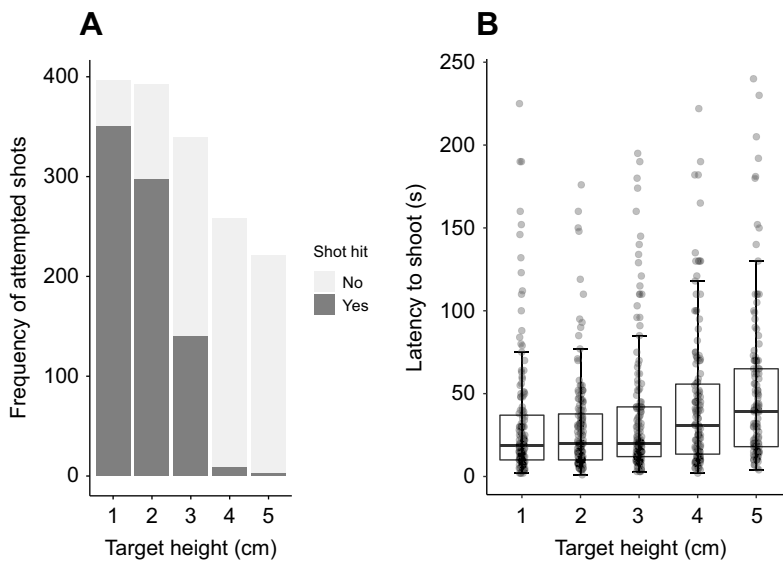 A
Frequency of attempted shots
400
300
200
100
0
1 2 3 4 5
Target height (cm)
Shot hit
No
Yes
B
Latency to shoot (s)
250
200
150
100
50
0
1 2 3 4 5
Target height (cm)